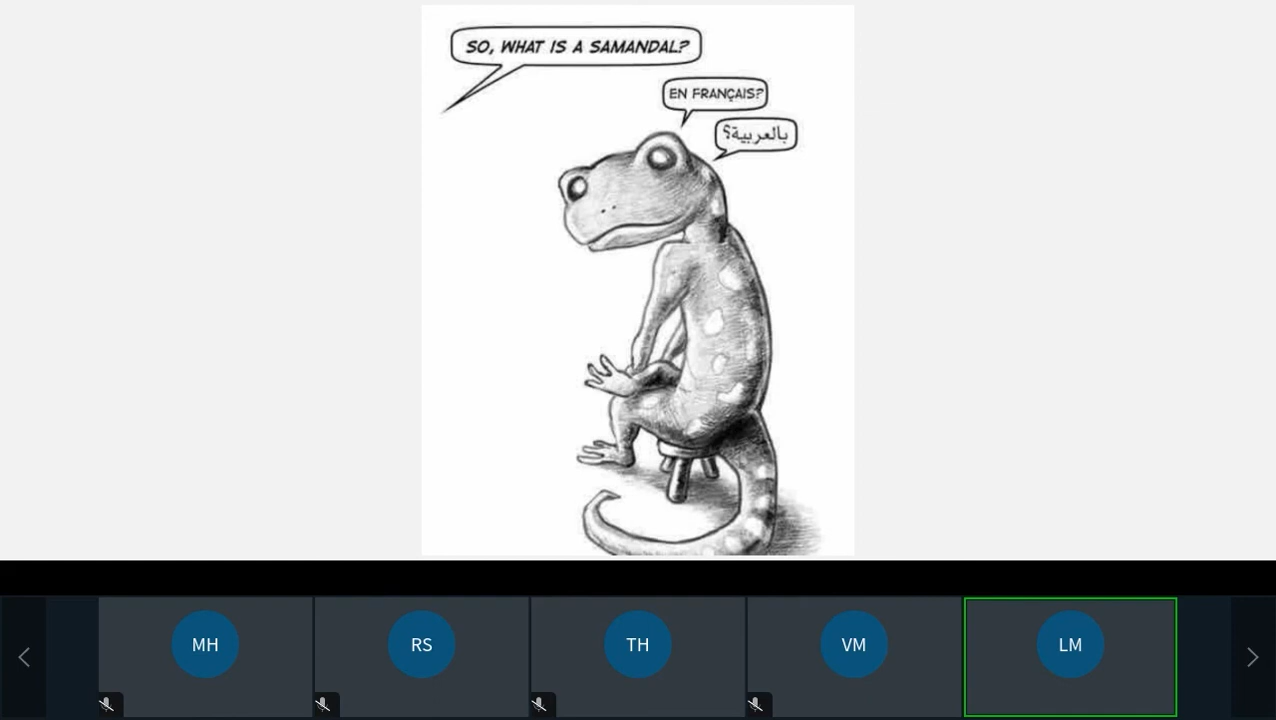 SO, WHAT IS A SAMANDAL?
EN FRANÇAIS?
بالعربية؟
MH
RS
TH
VM
LM